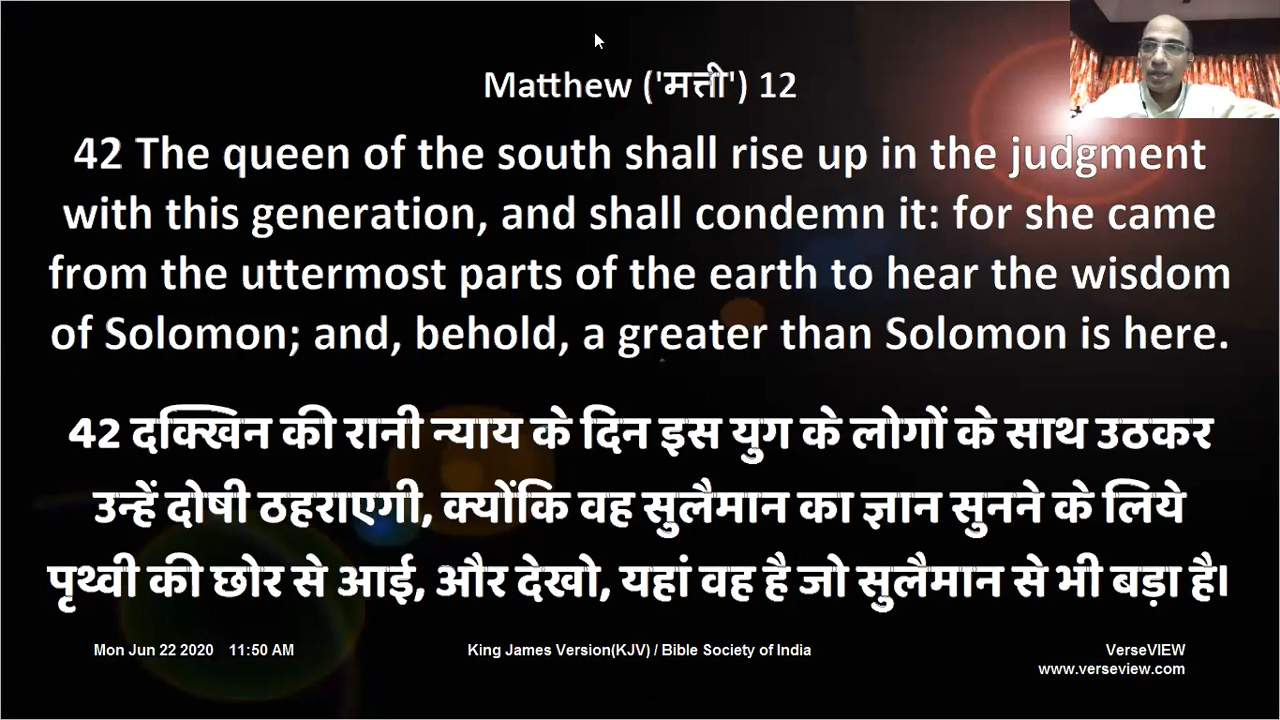 Matthew ('मत्ती') 12
42 The queen of the south shall rise up in the judgment
with this generation, and shall condemn it: for she came
from the uttermost parts of the earth to hear the wisdom
of Solomon; and, behold, a greater than Solomon is here.
42 दक्खिन की रानी न्याय के दिन इस युग के लोगों के साथ उठकर
उन्हें दोषी ठहराएगी, क्योंकि वह सुलैमान का ज्ञान सुनने के लिये
पृथ्वी की छोर से आई, और देखो, यहां वह है जो सुलैमान से भी बड़ा है।
Mon Jun 22 2020 11:50 AM King James Version(KJV) / Bible Society of India VerseVIEW
www.verseview.com